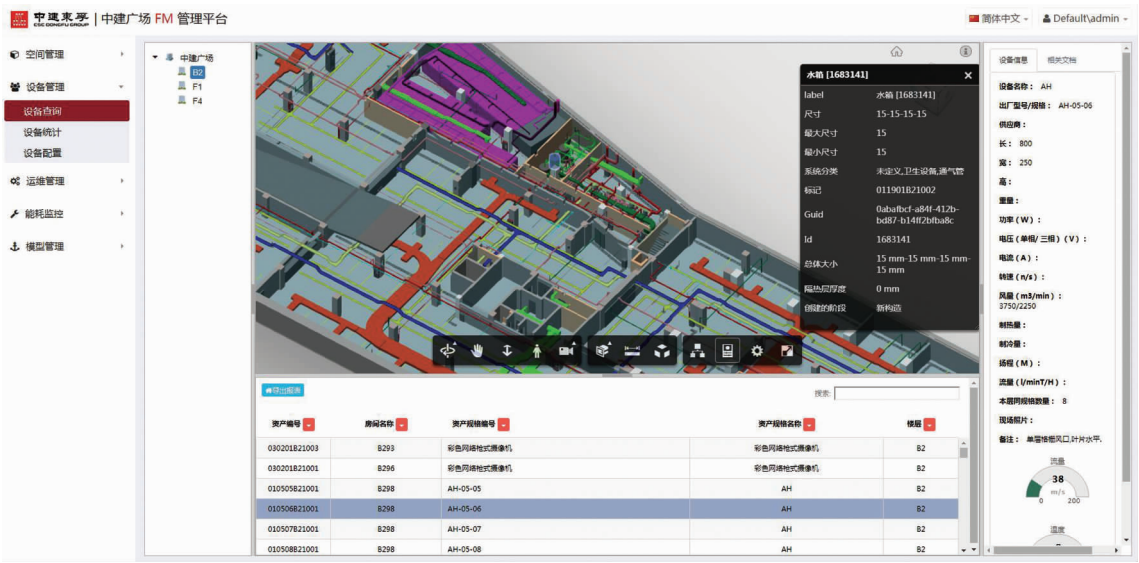 中建東孚 CSC DONGFU GROUP | 中建广场 FM 管理平台
简体中文
Default\admin
空间管理
设备管理
设备查询
设备统计
设备配置
运维管理
能耗监控
模型管理
中建广场
B2
F1
F4
水箱 [1683141]
label 水箱 [1683141]
尺寸 15-15-15-15
最大尺寸 15
最小尺寸 15
系统分类 未定义,卫生设备,通气管
标记 011901B21002
Guid 0abafbcf-a84f-412b-
bd87-b14ff2bfba8c
Id 1683141
总体大小 15 mm-15 mm-15 mm-
15 mm
隔热层厚度 0 mm
创建的阶段 新构造
导出报表
搜索:
资产编号 房间名称 资产规格编号 资产规格名称 楼层
030201B21003 B293 彩色网络枪式摄像机 彩色网络枪式摄像机 B2
030201B21001 B296 彩色网络枪式摄像机 彩色网络枪式摄像机 B2
010505B21001 B298 AH-05-05 AH B2
010506B21001 B298 AH-05-06 AH B2
010507B21001 B298 AH-05-07 AH B2
010508B21001 B298 AH-05-08 AH B2
设备信息 相关文档
设备名称： AH
出厂型号/规格： AH-05-06
供应商：
长： 800
宽： 250
高：
重量：
功率（W）：
电压（单相/三相）（V）：
电流（A）：
转速（n/s）：
风量（m3/min）：
3750/2250
制热量：
制冷量：
扬程（M）：
流量（l/minT/H）：
本层同规格数量： 8
现场照片：
备注： 单层格栅风口,叶片水平.
流量
38
m/s
0 200
温度